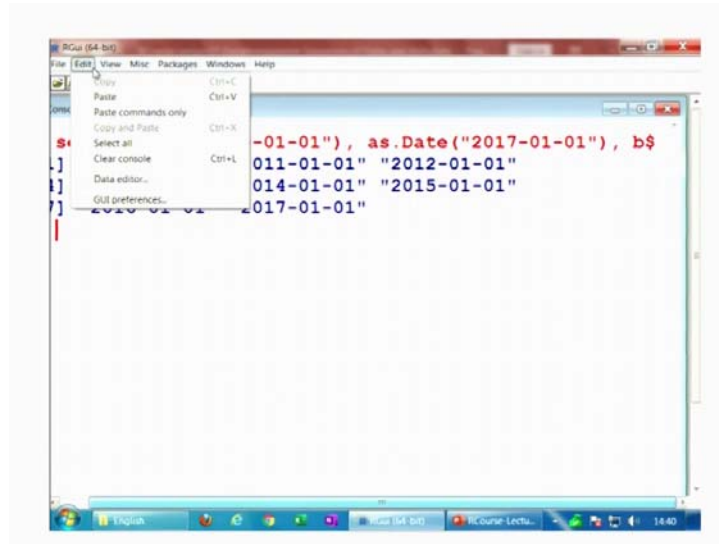 RGui (64-bit)
File Edit View Misc Packages Windows Help
Copy Ctrl+C
Paste Ctrl+V
Paste commands only
Copy and Paste Ctrl-X
Select all
Clear console Ctrl+L
Data editor...
GUI preferences...
-01-01"), as.Date("2017-01-01"), b$
011-01-01" "2012-01-01"
014-01-01" "2015-01-01"
2017-01-01"
English RGui (64-bit) RCourse-Lectu... 14:40